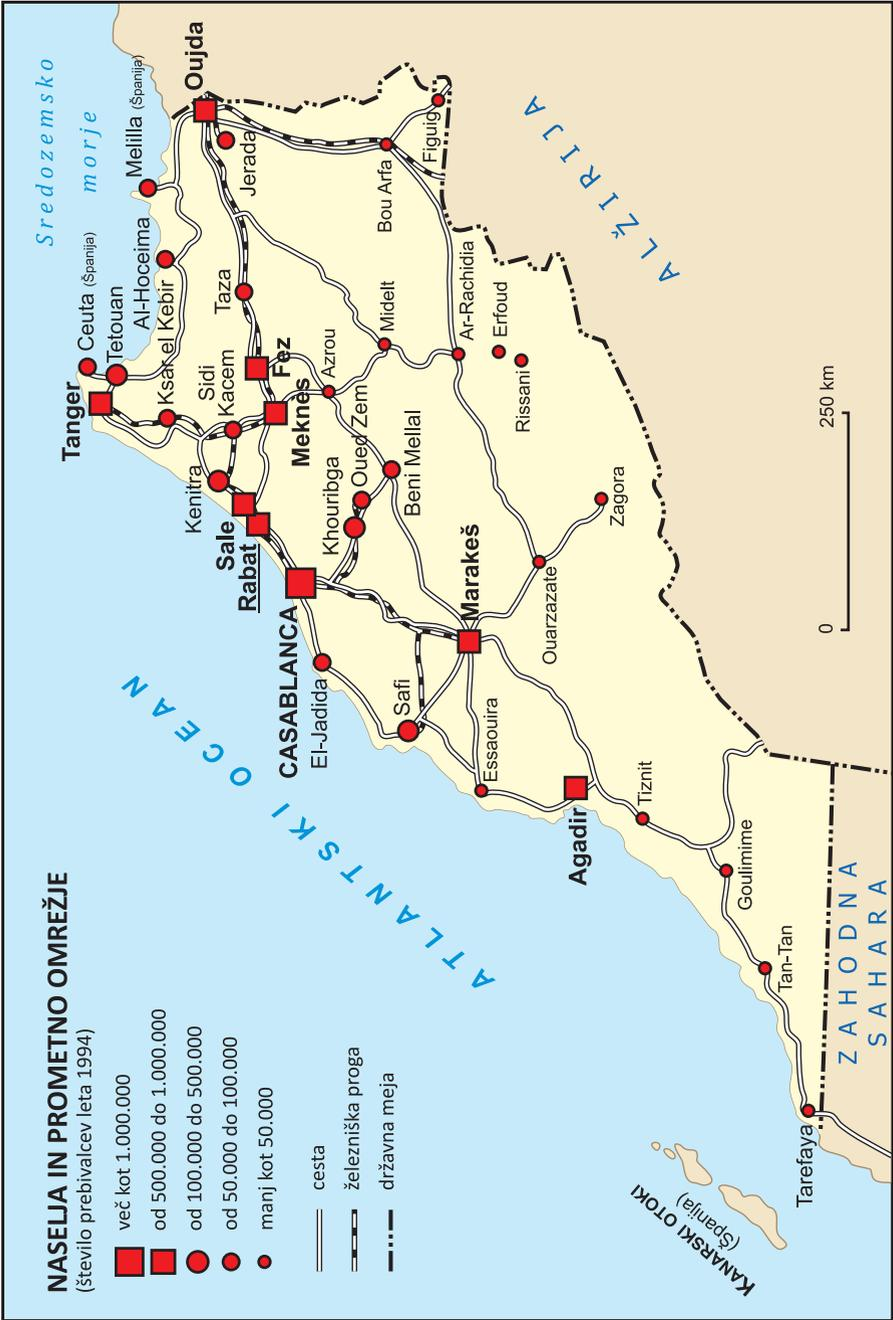 NASELJA IN PROMETNO OMREŽJE
(število prebivalcev leta 1994)
več kot 1.000.000
od 500.000 do 1.000.000
od 100.000 do 500.000
od 50.000 do 100.000
manj kot 50.000
cesta
železniška proga
državna meja
Sredozemsko
morje
ATLANTSKI OCEAN
ALŽIRIJA
ZAHODNA
SAHARA
KANARSKI OTOKI
(Španija)
Tanger
Ceuta (Španija)
Tetouan
Al-Hoceima
Melilla (Španija)
Oujda
Jerada
Ksar el Kebir
Sidi
Kacem
Taza
Fez
Meknès
Kenitra
Sale
Rabat
CASABLANCA
El-Jadida
Khouribga
Oued Zem
Beni Mellal
Azrou
Midelt
Bou Arfa
Figuig
Ar-Rachidia
Erfoud
Rissani
Safi
Marakeš
Essaouira
Ouarzazate
Zagora
Agadir
Tiznit
Goulimime
Tan-Tan
Tarefaya
0
250 km